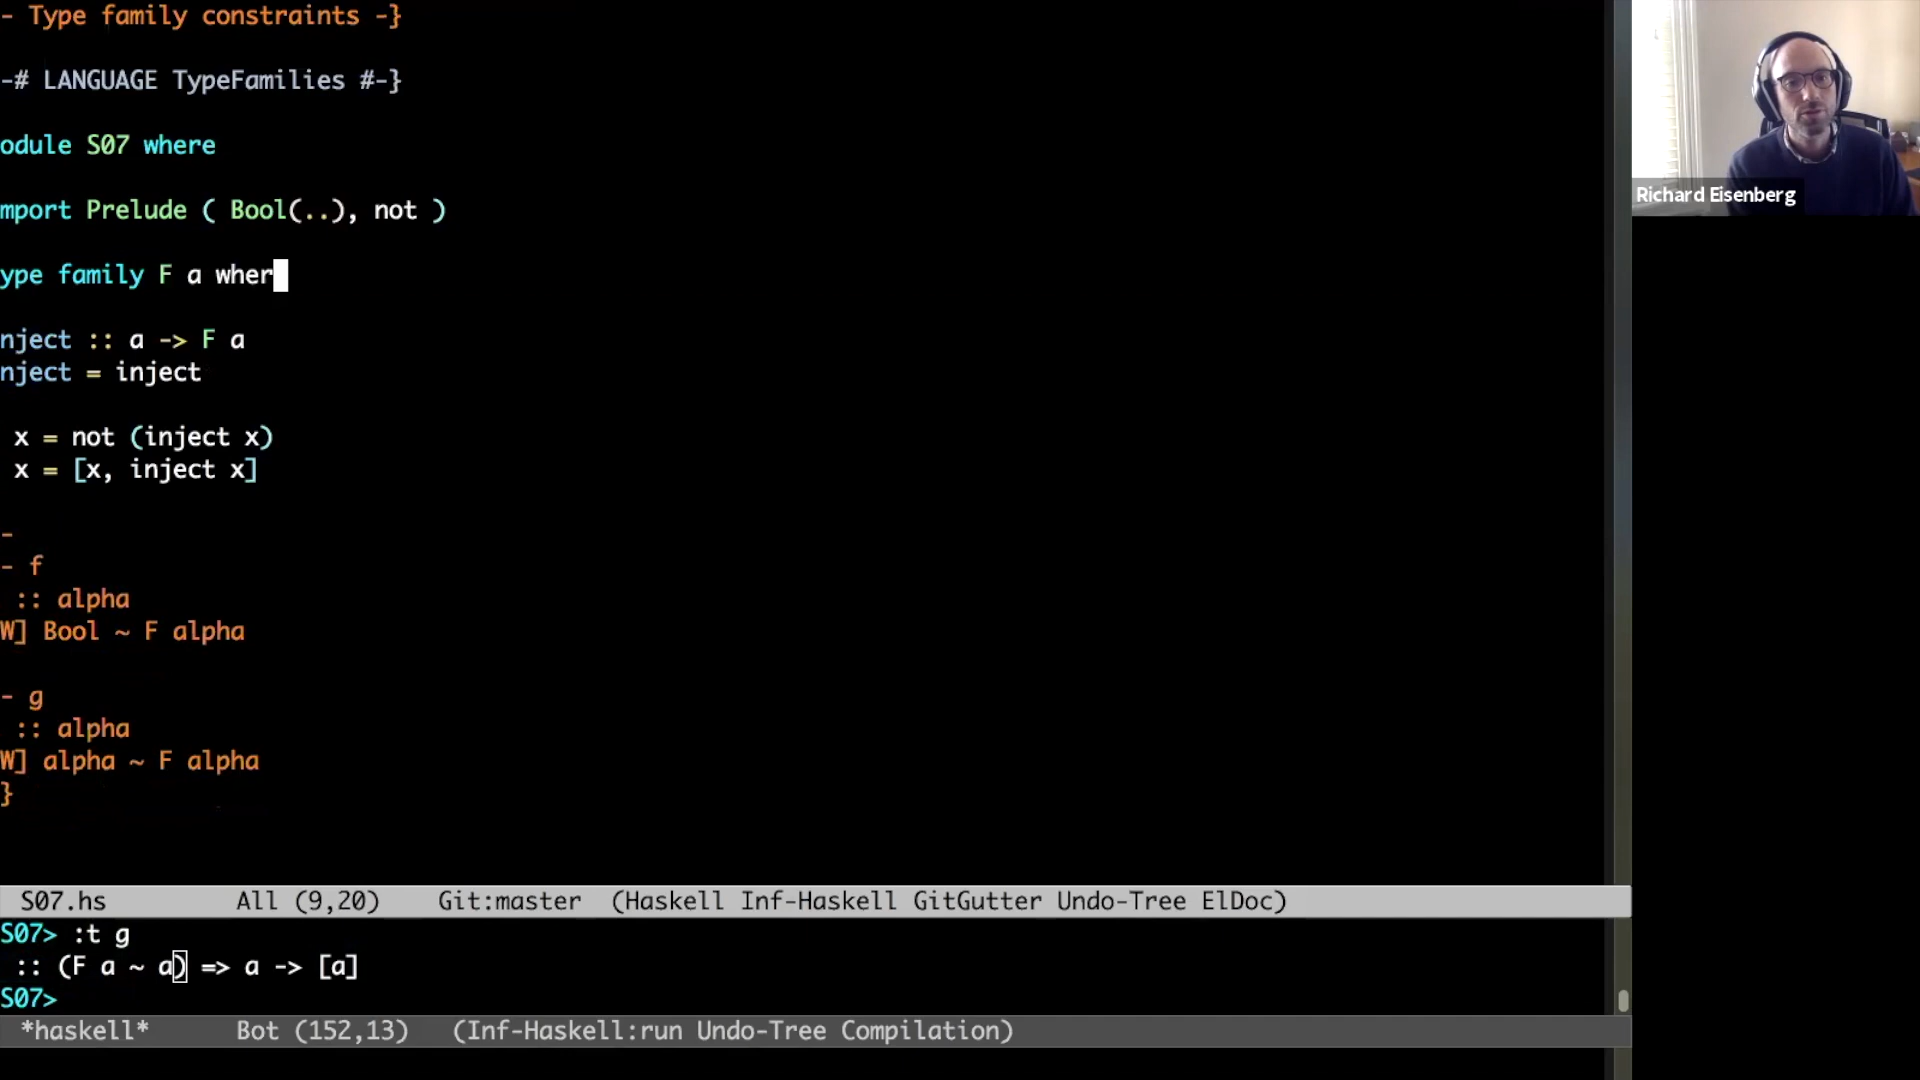 - Type family constraints -}
-# LANGUAGE TypeFamilies #-}
odule S07 where
mport Prelude ( Bool(..), not )
ype family F a wher
nject :: a -> F a
nject = inject
x = not (inject x)
x = [x, inject x]
-
- f
:: alpha
W] Bool ~ F alpha
- g
:: alpha
W] alpha ~ F alpha
}
S07.hs All (9,20) Git:master (Haskell Inf-Haskell GitGutter Undo-Tree ElDoc)
S07> :t g
:: (F a ~ a) => a -> [a]
S07>
*haskell* Bot (152,13) (Inf-Haskell:run Undo-Tree Compilation)
Richard Eisenberg